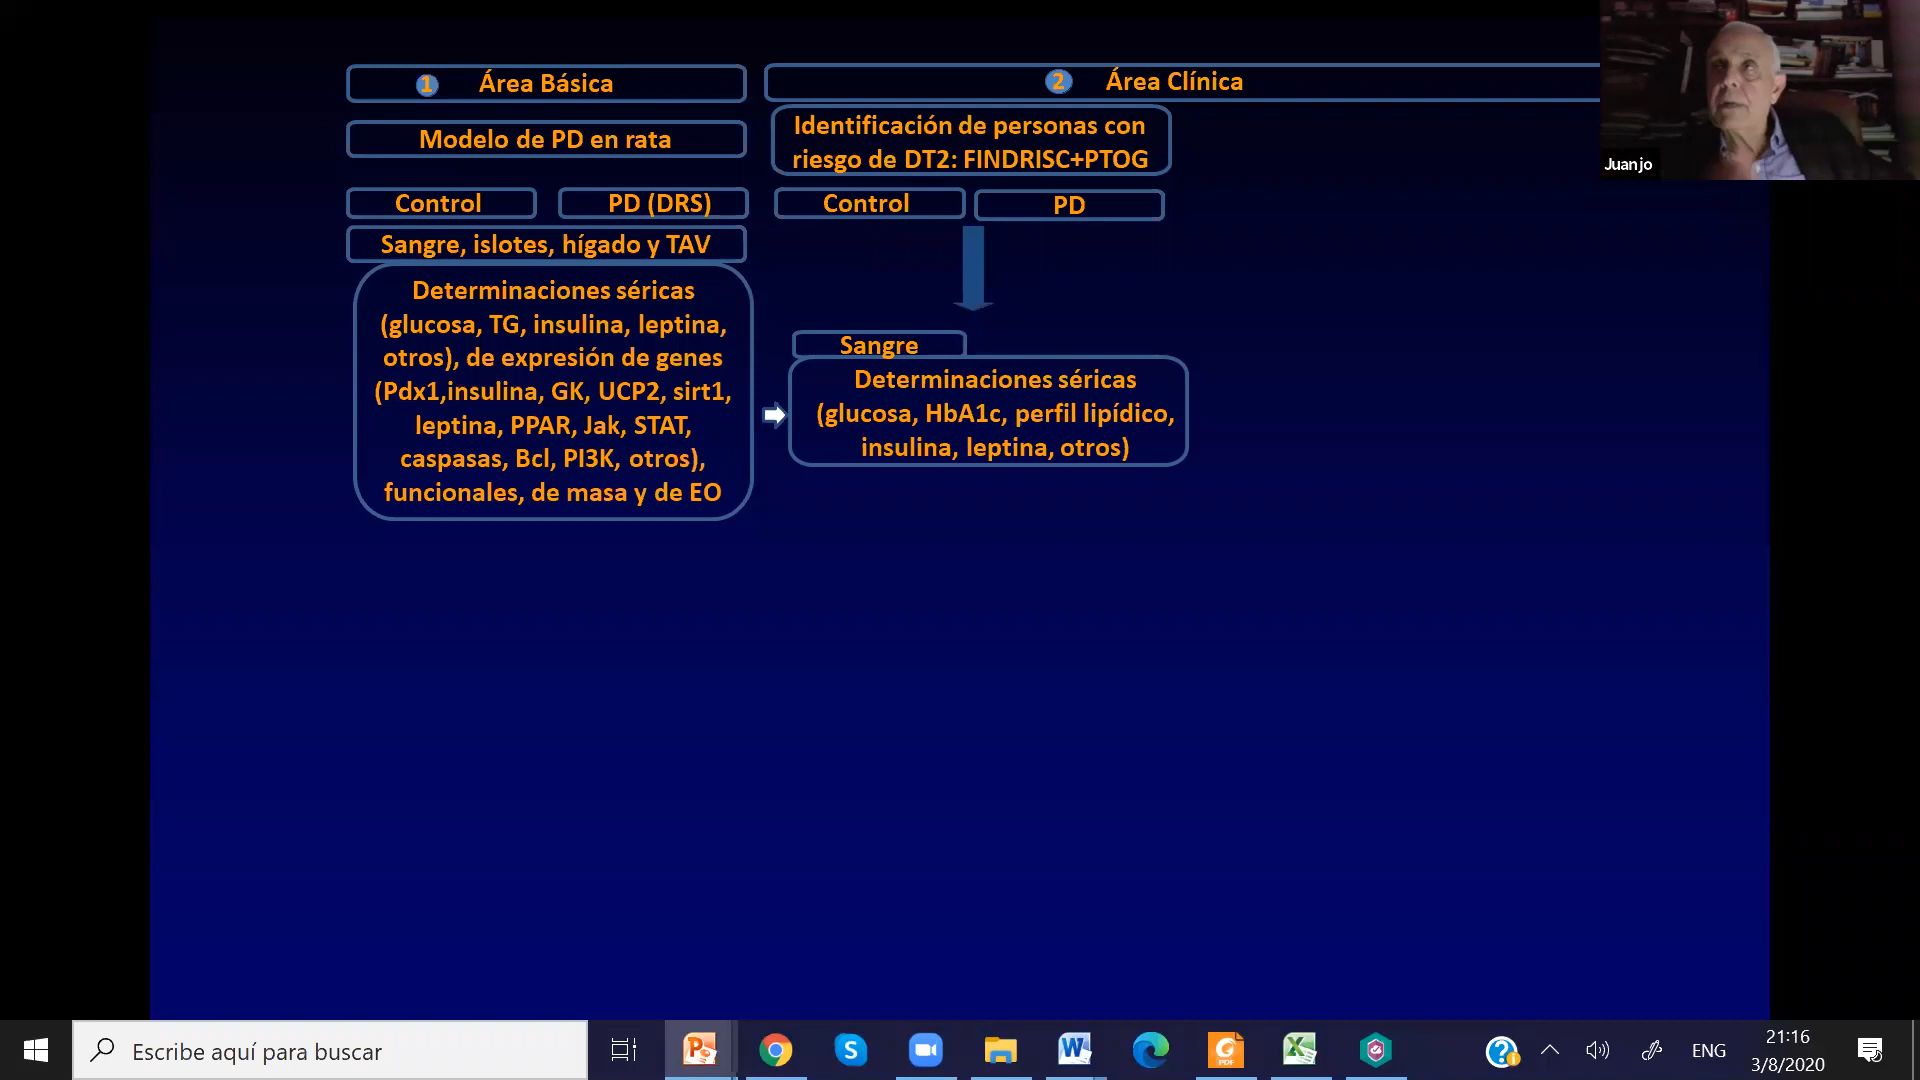 1 Área Básica
Modelo de PD en rata
Control
PD (DRS)
Sangre, islotes, hígado y TAV
Determinaciones séricas
(glucosa, TG, insulina, leptina,
otros), de expresión de genes
(Pdx1,insulina, GK, UCP2, sirt1,
leptina, PPAR, Jak, STAT,
caspasas, Bcl, PI3K, otros),
funcionales, de masa y de EO
2 Área Clínica
Identificación de personas con
riesgo de DT2: FINDRISC+PTOG
Control
PD
Sangre
Determinaciones séricas
(glucosa, HbA1c, perfil lipídico,
insulina, leptina, otros)
Juanjo
Escribe aquí para buscar
ENG
21:16
3/8/2020